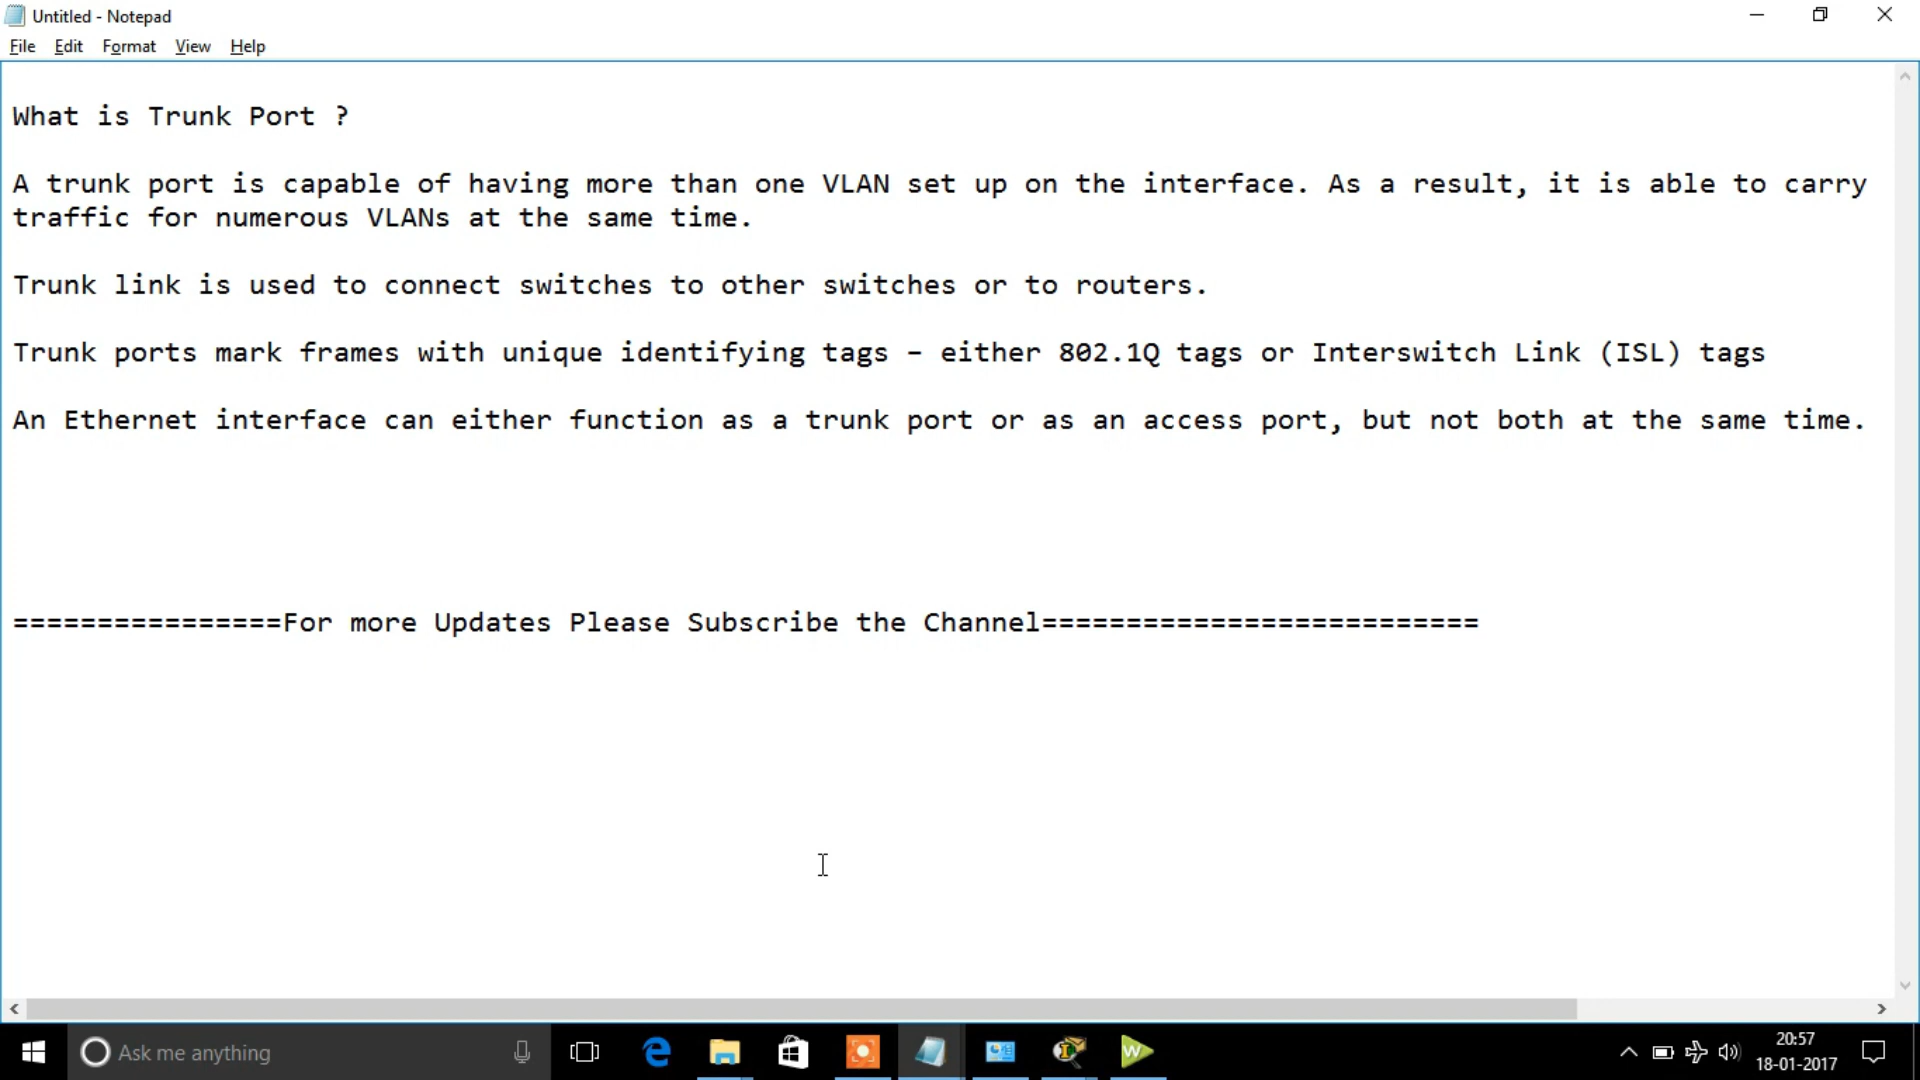 Untitled - Notepad
File Edit Format View Help
What is Trunk Port ?
A trunk port is capable of having more than one VLAN set up on the interface. As a result, it is able to carry
traffic for numerous VLANs at the same time.
Trunk link is used to connect switches to other switches or to routers.
Trunk ports mark frames with unique identifying tags – either 802.1Q tags or Interswitch Link (ISL) tags
An Ethernet interface can either function as a trunk port or as an access port, but not both at the same time.
================For more Updates Please Subscribe the Channel==========================
Ask me anything
W
20:57
18-01-2017